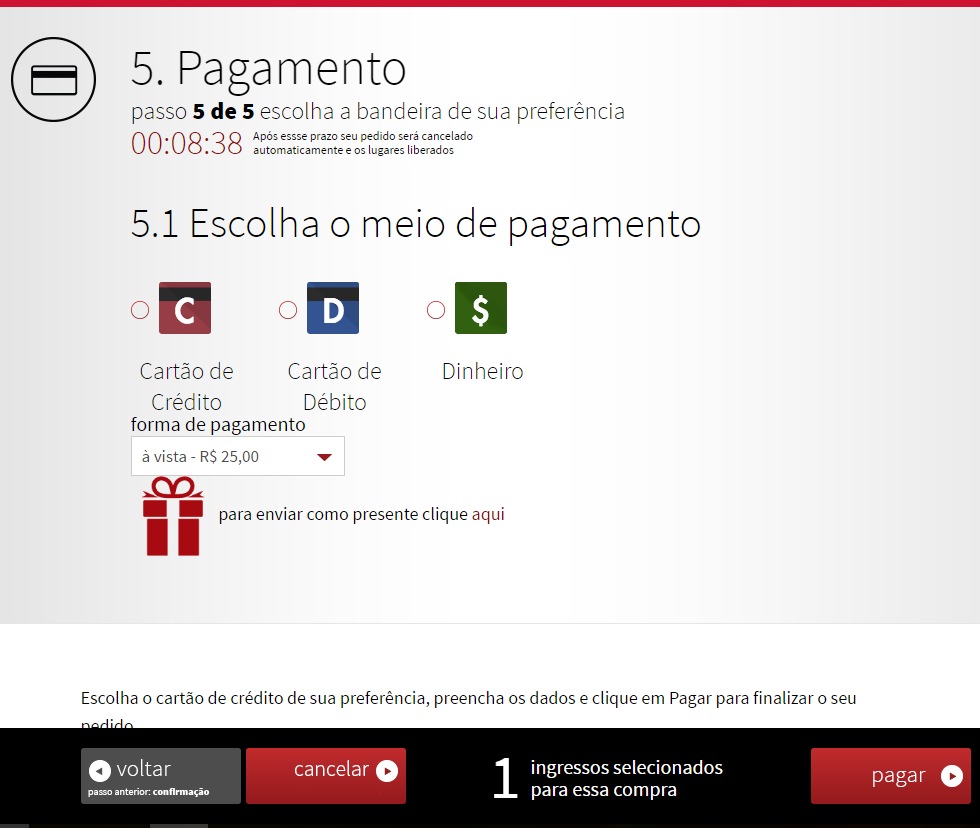 5. Pagamento
passo 5 de 5 escolha a bandeira de sua preferência
00:08:38 Após essse prazo seu pedido será cancelado
automaticamente e os lugares liberados
5.1 Escolha o meio de pagamento
C D $
Cartão de Cartão de Dinheiro
Crédito Débito
forma de pagamento
à vista - R$ 25,00
para enviar como presente clique aqui
Escolha o cartão de crédito de sua preferência, preencha os dados e clique em Pagar para finalizar o seu
pedido
voltar
passo anterior: confirmação
cancelar
1 ingressos selecionados
para essa compra
pagar